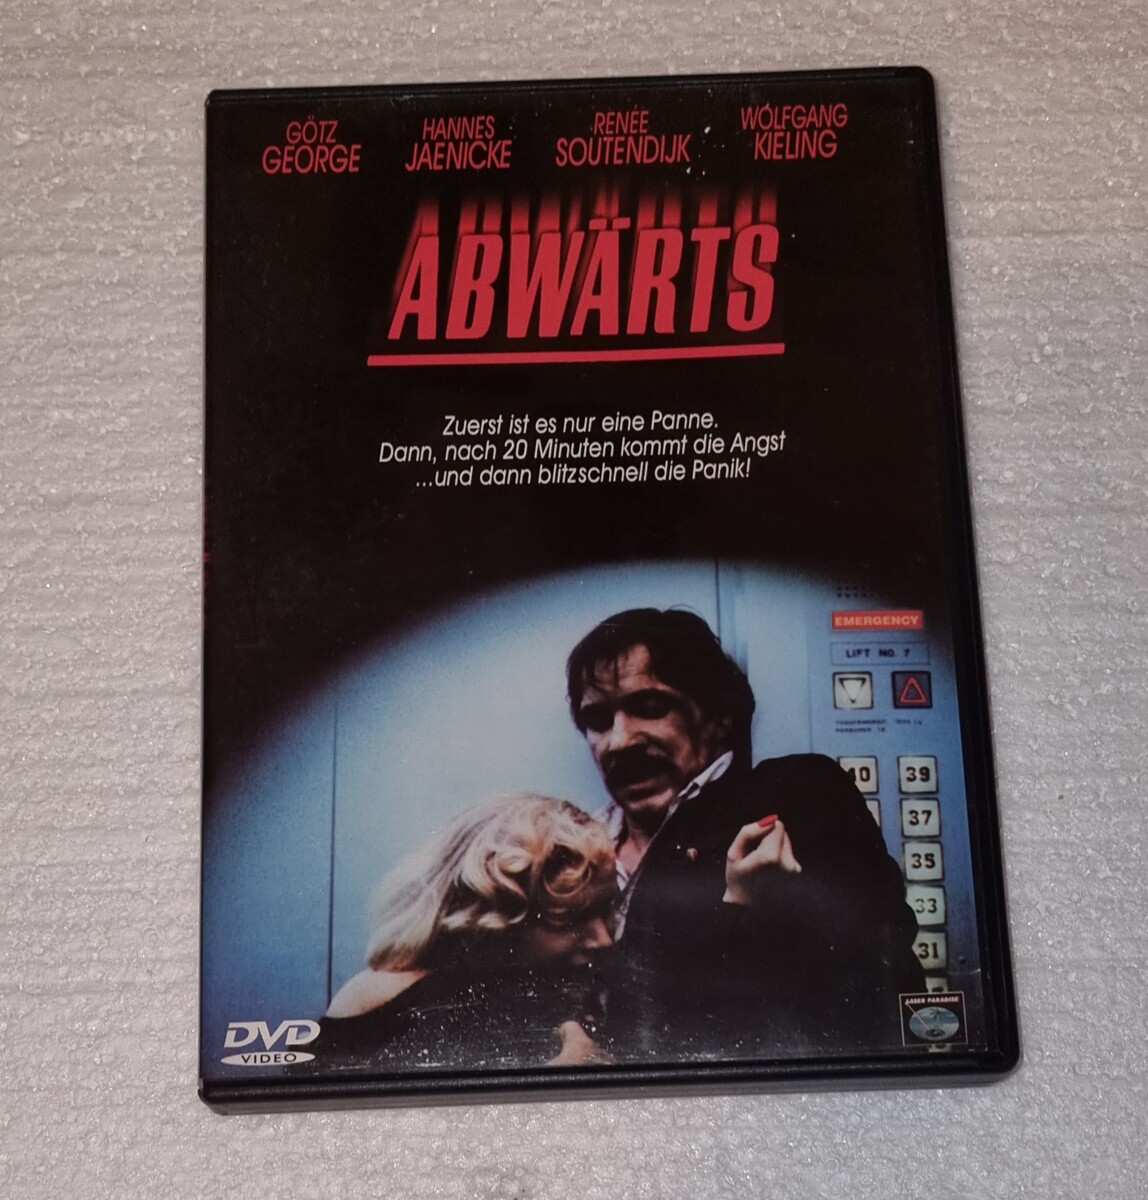 GÖTZ GEORGE
HANNES JAENICKE
RENÉE SOUTENDIJK
WOLFGANG KIELING
ABWÄRTS
Zuerst ist es nur eine Panne.
Dann, nach 20 Minuten kommt die Angst
...und dann blitzschnell die Panik!
EMERGENCY
LIFT NO. 7
40 39
37
35
33
31
LASER PARADISE
DVD
VIDEO